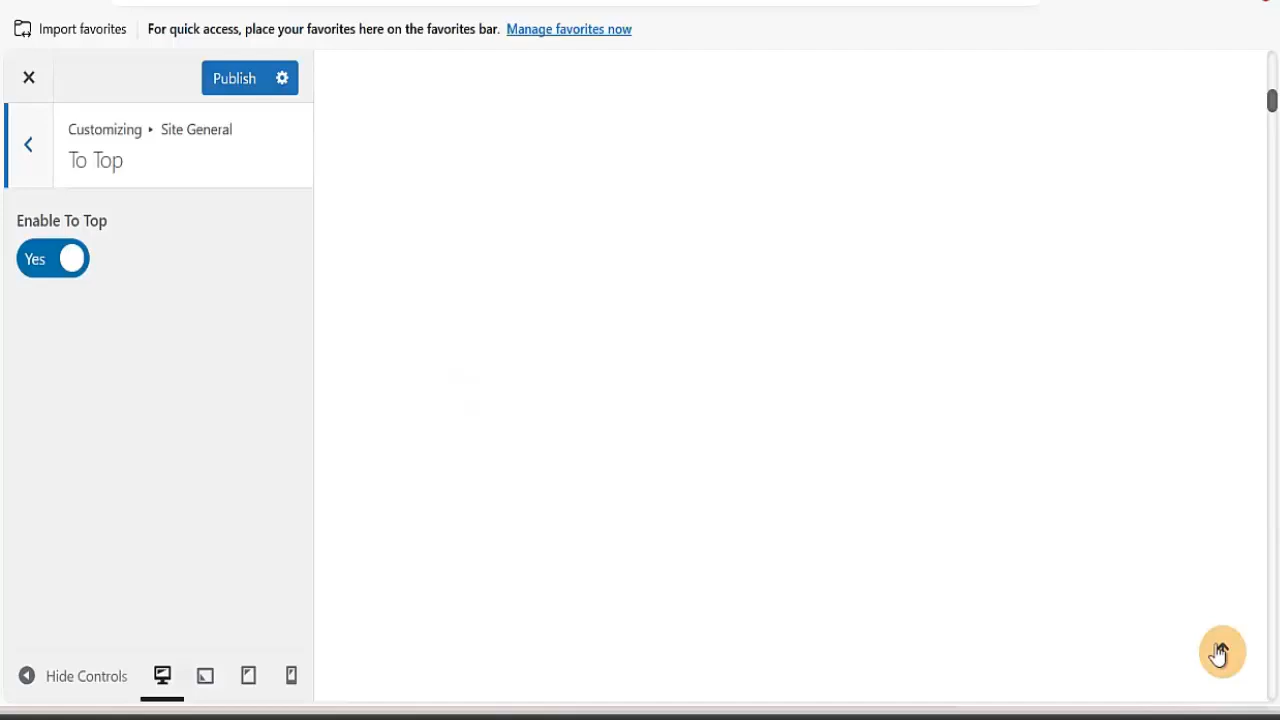 Import favorites
For quick access, place your favorites here on the favorites bar. Manage favorites now
Publish
Customizing ▸ Site General
To Top
Enable To Top
Yes
Hide Controls